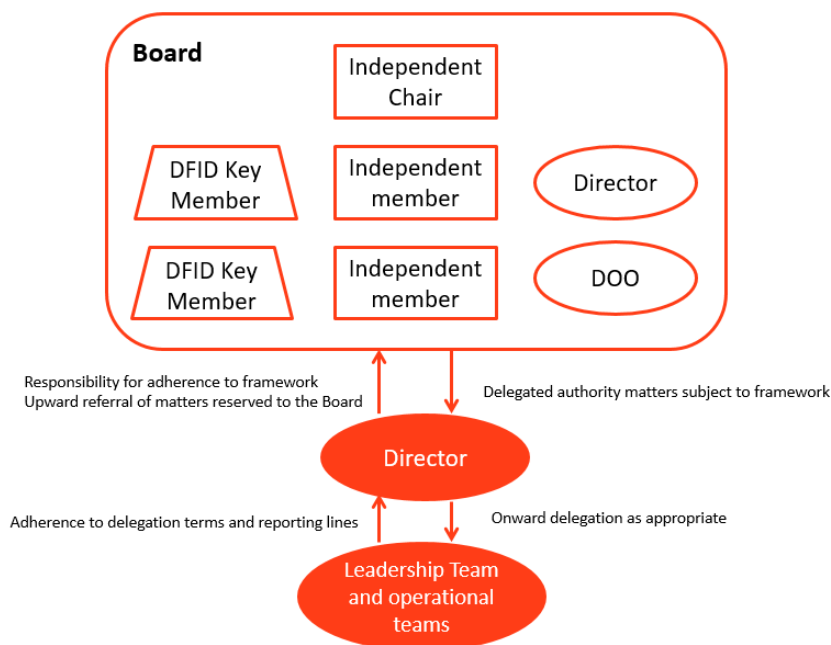 Board
Independent
Chair
DFID Key
Member
Independent
member
Director
DFID Key
Member
Independent
member
DOO
Responsibility for adherence to framework
Upward referral of matters reserved to the Board
Delegated authority matters subject to framework
Director
Adherence to delegation terms and reporting lines
Onward delegation as appropriate
Leadership Team
and operational
teams